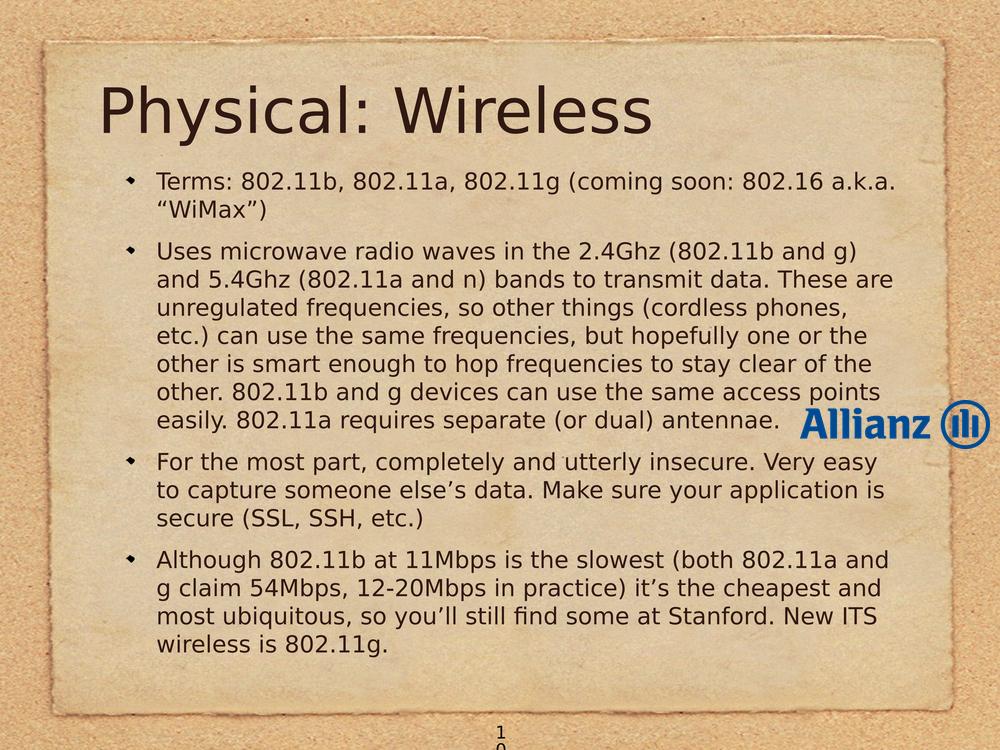 Physical: Wireless
Terms: 802.11b, 802.11a, 802.11g (coming soon: 802.16 a.k.a.
“WiMax”)
Uses microwave radio waves in the 2.4Ghz (802.11b and g)
and 5.4Ghz (802.11a and n) bands to transmit data. These are
unregulated frequencies, so other things (cordless phones,
etc.) can use the same frequencies, but hopefully one or the
other is smart enough to hop frequencies to stay clear of the
other. 802.11b and g devices can use the same access points
easily. 802.11a requires separate (or dual) antennae.
Allianz
For the most part, completely and utterly insecure. Very easy
to capture someone else’s data. Make sure your application is
secure (SSL, SSH, etc.)
Although 802.11b at 11Mbps is the slowest (both 802.11a and
g claim 54Mbps, 12-20Mbps in practice) it’s the cheapest and
most ubiquitous, so you’ll still find some at Stanford. New ITS
wireless is 802.11g.
1
0